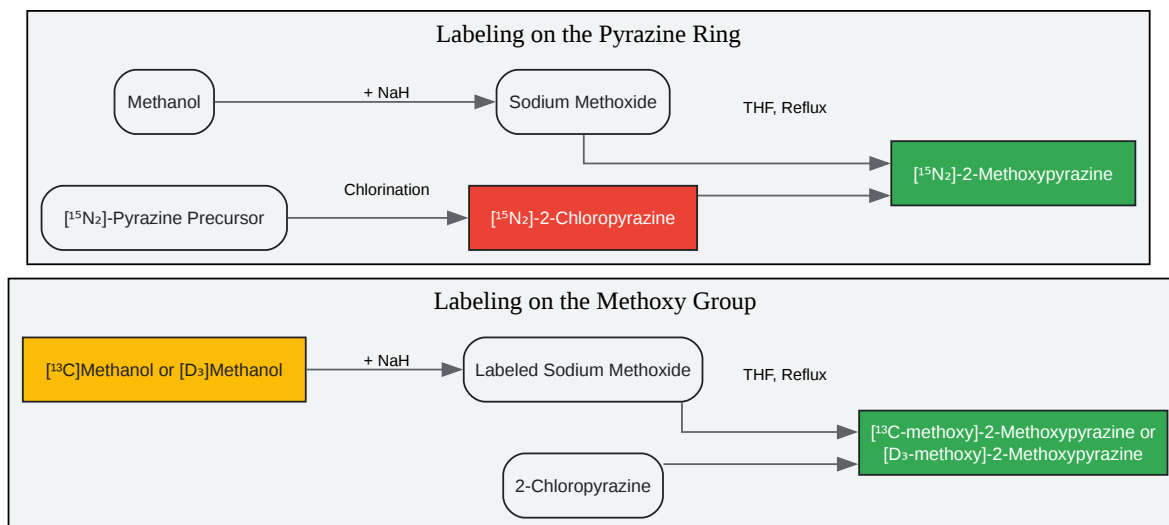 Labeling on the Pyrazine Ring
Methanol
+ NaH
Sodium Methoxide
THF, Reflux
[¹⁵N₂]-2-Methoxypyrazine
[¹⁵N₂]-Pyrazine Precursor
Chlorination
[¹⁵N₂]-2-Chloropyrazine
Labeling on the Methoxy Group
[¹³C]Methanol or [D₃]Methanol
+ NaH
Labeled Sodium Methoxide
THF, Reflux
[¹³C-methoxy]-2-Methoxypyrazine or
[D₃-methoxy]-2-Methoxypyrazine
2-Chloropyrazine